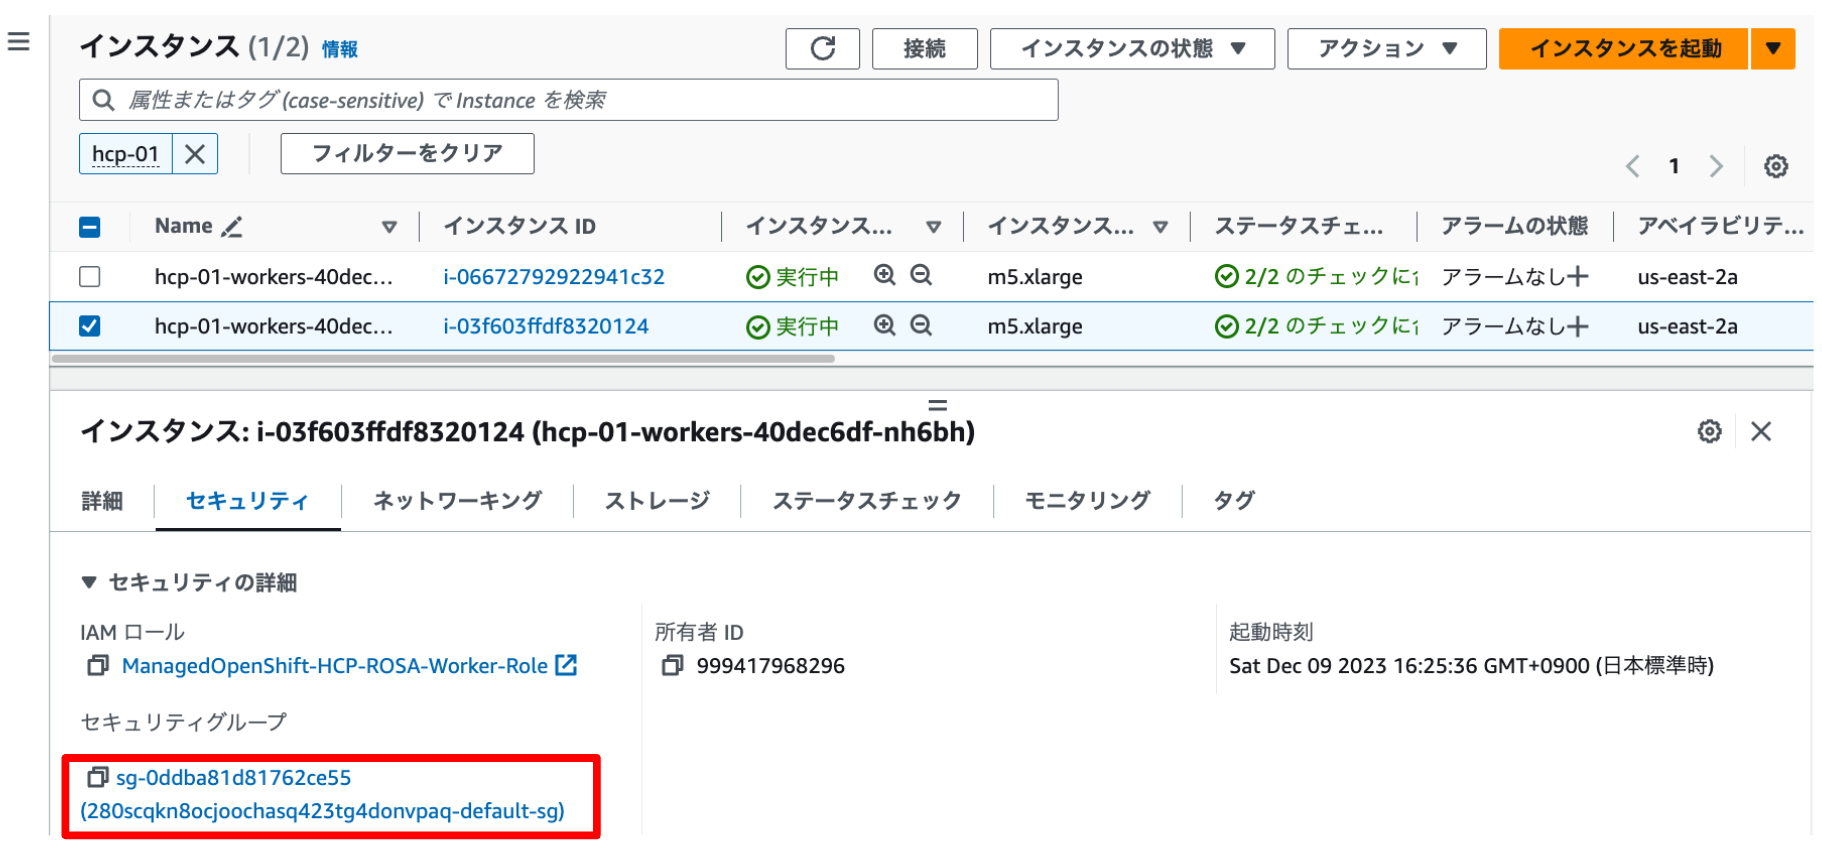 インスタンス (1/2) 情報
接続
インスタンスの状態
アクション
インスタンスを起動
属性またはタグ (case-sensitive) で Instance を検索
hcp-01
フィルターをクリア
1
Name インスタンス ID インスタンス... インスタンス... ステータスチェ... アラームの状態 アベイラビリテ...
hcp-01-workers-40dec... i-06672792922941c32 実行中 m5.xlarge 2/2 のチェックに アラームなし us-east-2a
hcp-01-workers-40dec... i-03f603ffdf8320124 実行中 m5.xlarge 2/2 のチェックに アラームなし us-east-2a
インスタンス: i-03f603ffdf8320124 (hcp-01-workers-40dec6df-nh6bh)
詳細 セキュリティ ネットワーキング ストレージ ステータスチェック モニタリング タグ
セキュリティの詳細
IAM ロール
ManagedOpenShift-HCP-ROSA-Worker-Role
所有者 ID
999417968296
起動時刻
Sat Dec 09 2023 16:25:36 GMT+0900 (日本標準時)
セキュリティグループ
sg-0ddba81d81762ce55
(280scqkn8ocjoochasq423tg4donvpaq-default-sg)